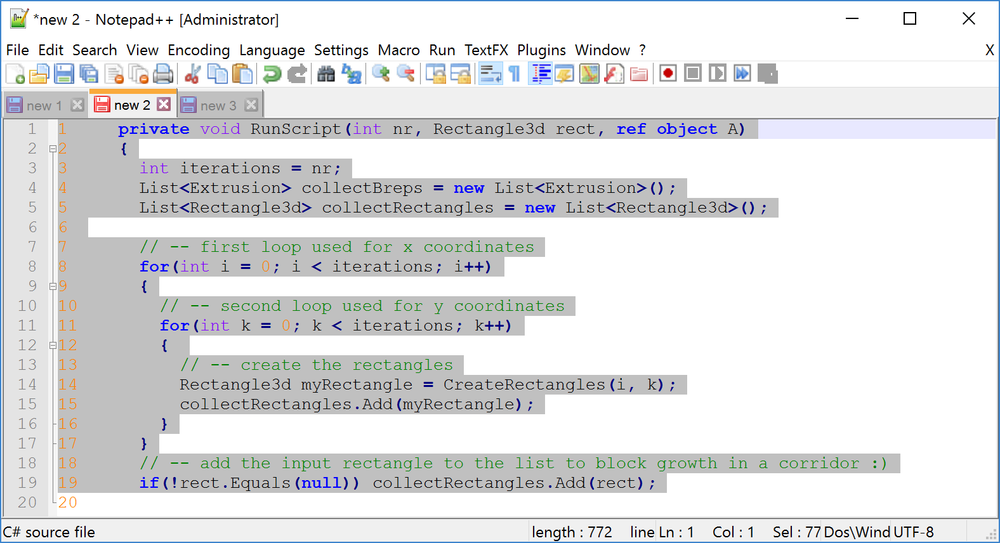 *new 2 - Notepad++ [Administrator]
File Edit Search View Encoding Language Settings Macro Run TextFX Plugins Window ? X
new 1 new 2 new 3
1 1 private void RunScript(int nr, Rectangle3d rect, ref object A)
2 2 {
3 3 int iterations = nr;
4 4 List<Extrusion> collectBreps = new List<Extrusion>();
5 5 List<Rectangle3d> collectRectangles = new List<Rectangle3d>();
6 6
7 7 // -- first loop used for x coordinates
8 8 for(int i = 0; i < iterations; i++)
9 9 {
10 10 // -- second loop used for y coordinates
11 11 for(int k = 0; k < iterations; k++)
12 12 {
13 13 // -- create the rectangles
14 14 Rectangle3d myRectangle = CreateRectangles(i, k);
15 15 collectRectangles.Add(myRectangle);
16 16 }
17 17 }
18 18 // -- add the input rectangle to the list to block growth in a corridor :)
19 19 if(!rect.Equals(null)) collectRectangles.Add(rect);
20 20
C# source file length : 772 line Ln : 1 Col : 1 Sel : 77 Dos\Wind UTF-8